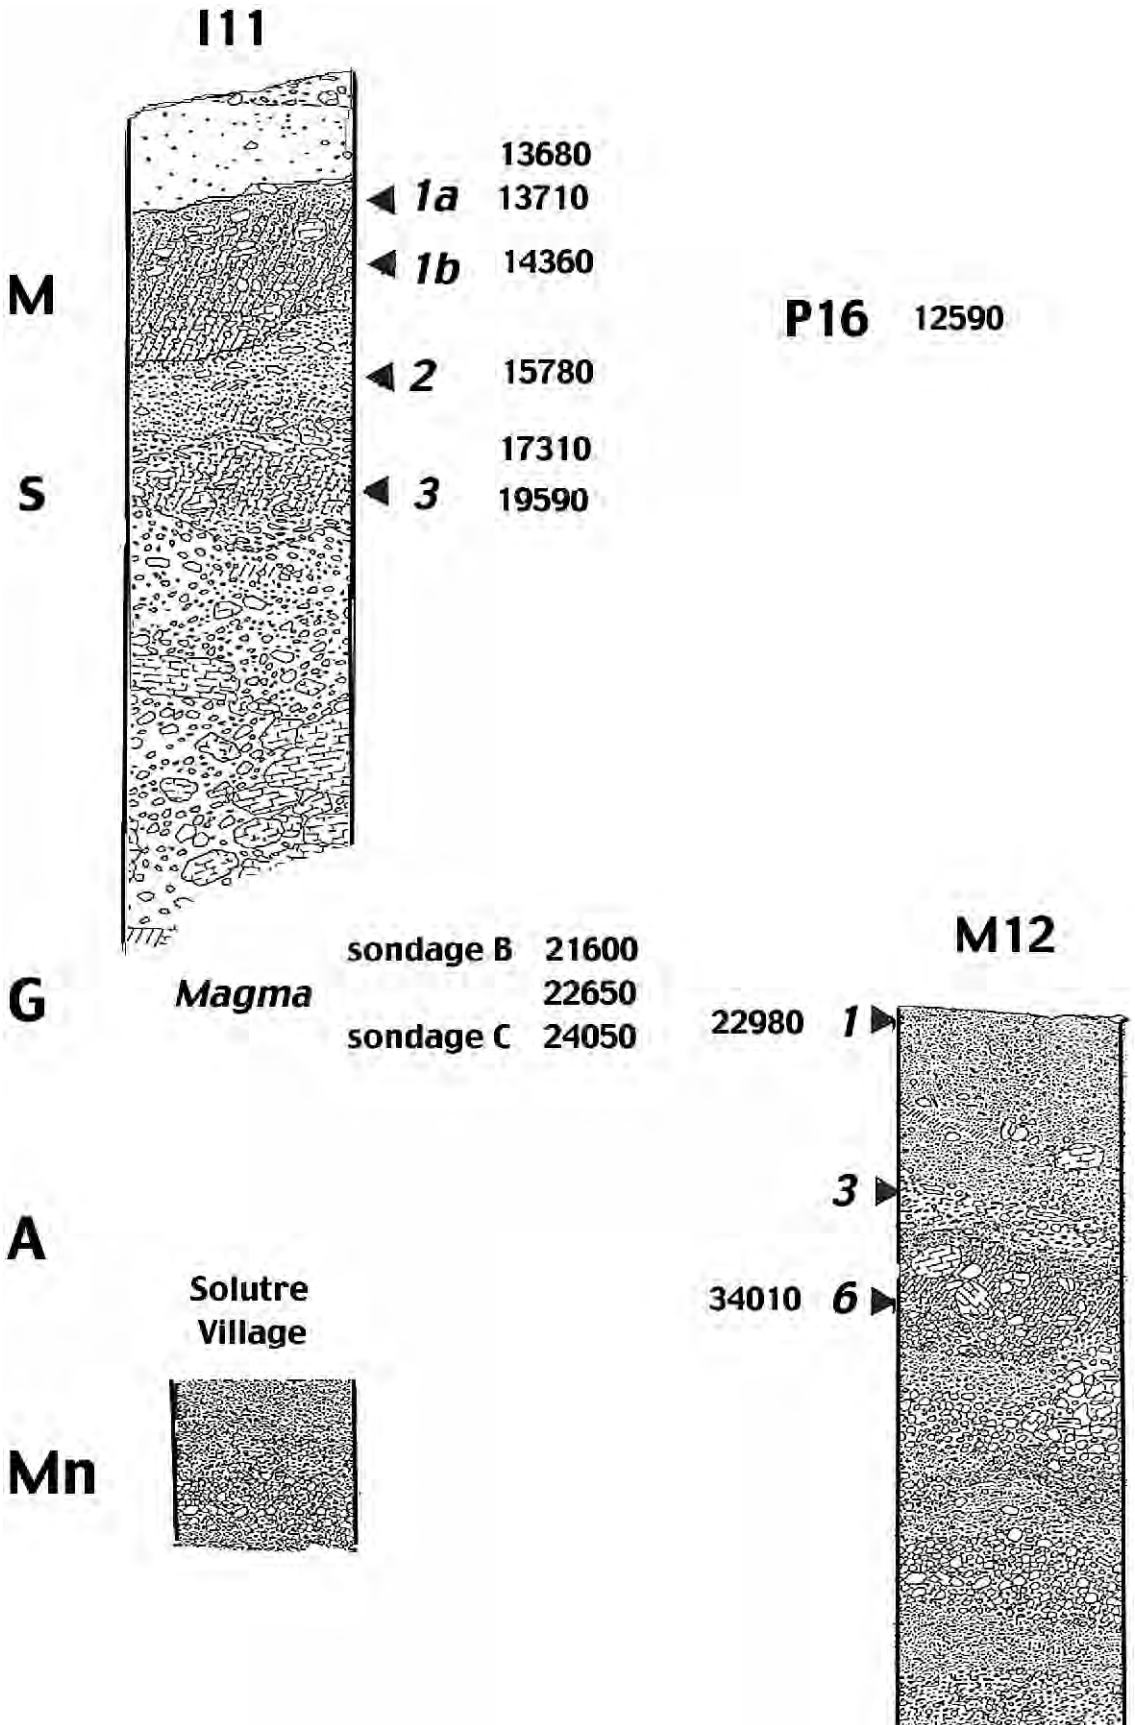 I11
13680
1a 13710
1b 14360
M
P16 12590
2 15780
17310
S
3 19590
M12
sondage B 21600
G Magma 22650
sondage C 24050
22980 1
3
A
Solutre
Village
34010 6
Mn